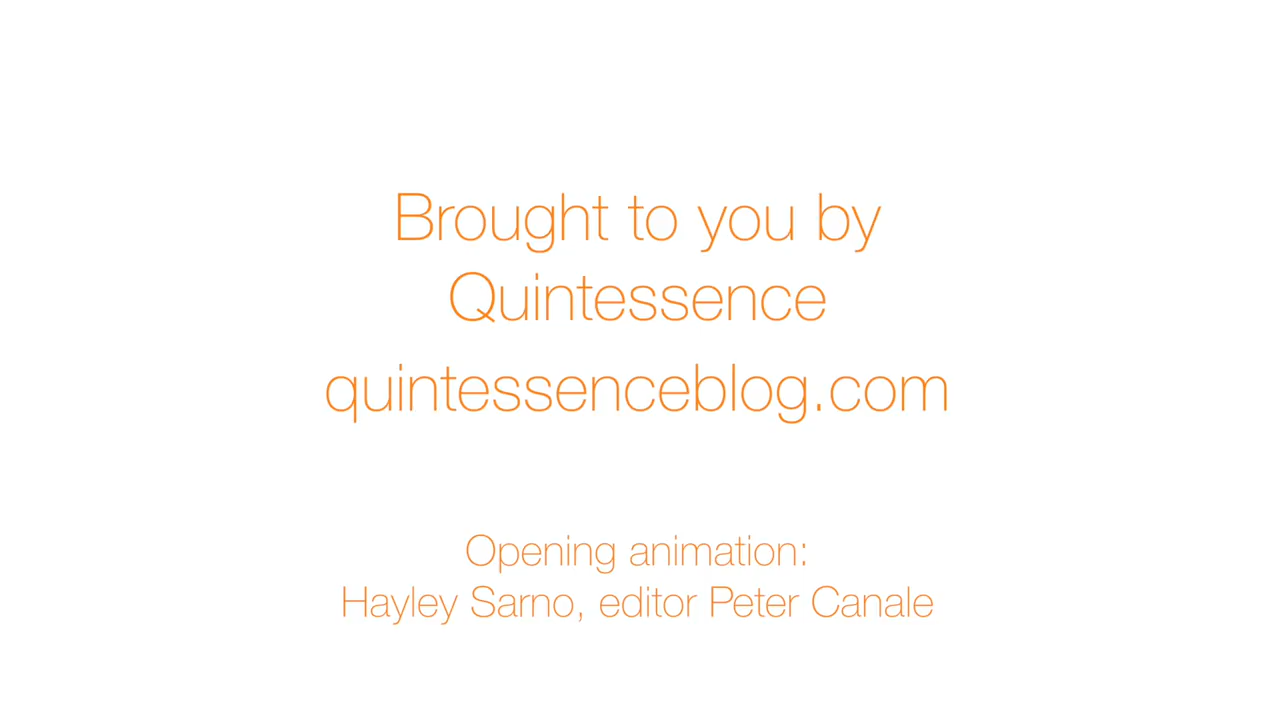 Brought to you by
Quintessence
quintessenceblog.com
Opening animation:
Hayley Sarno, editor Peter Canale